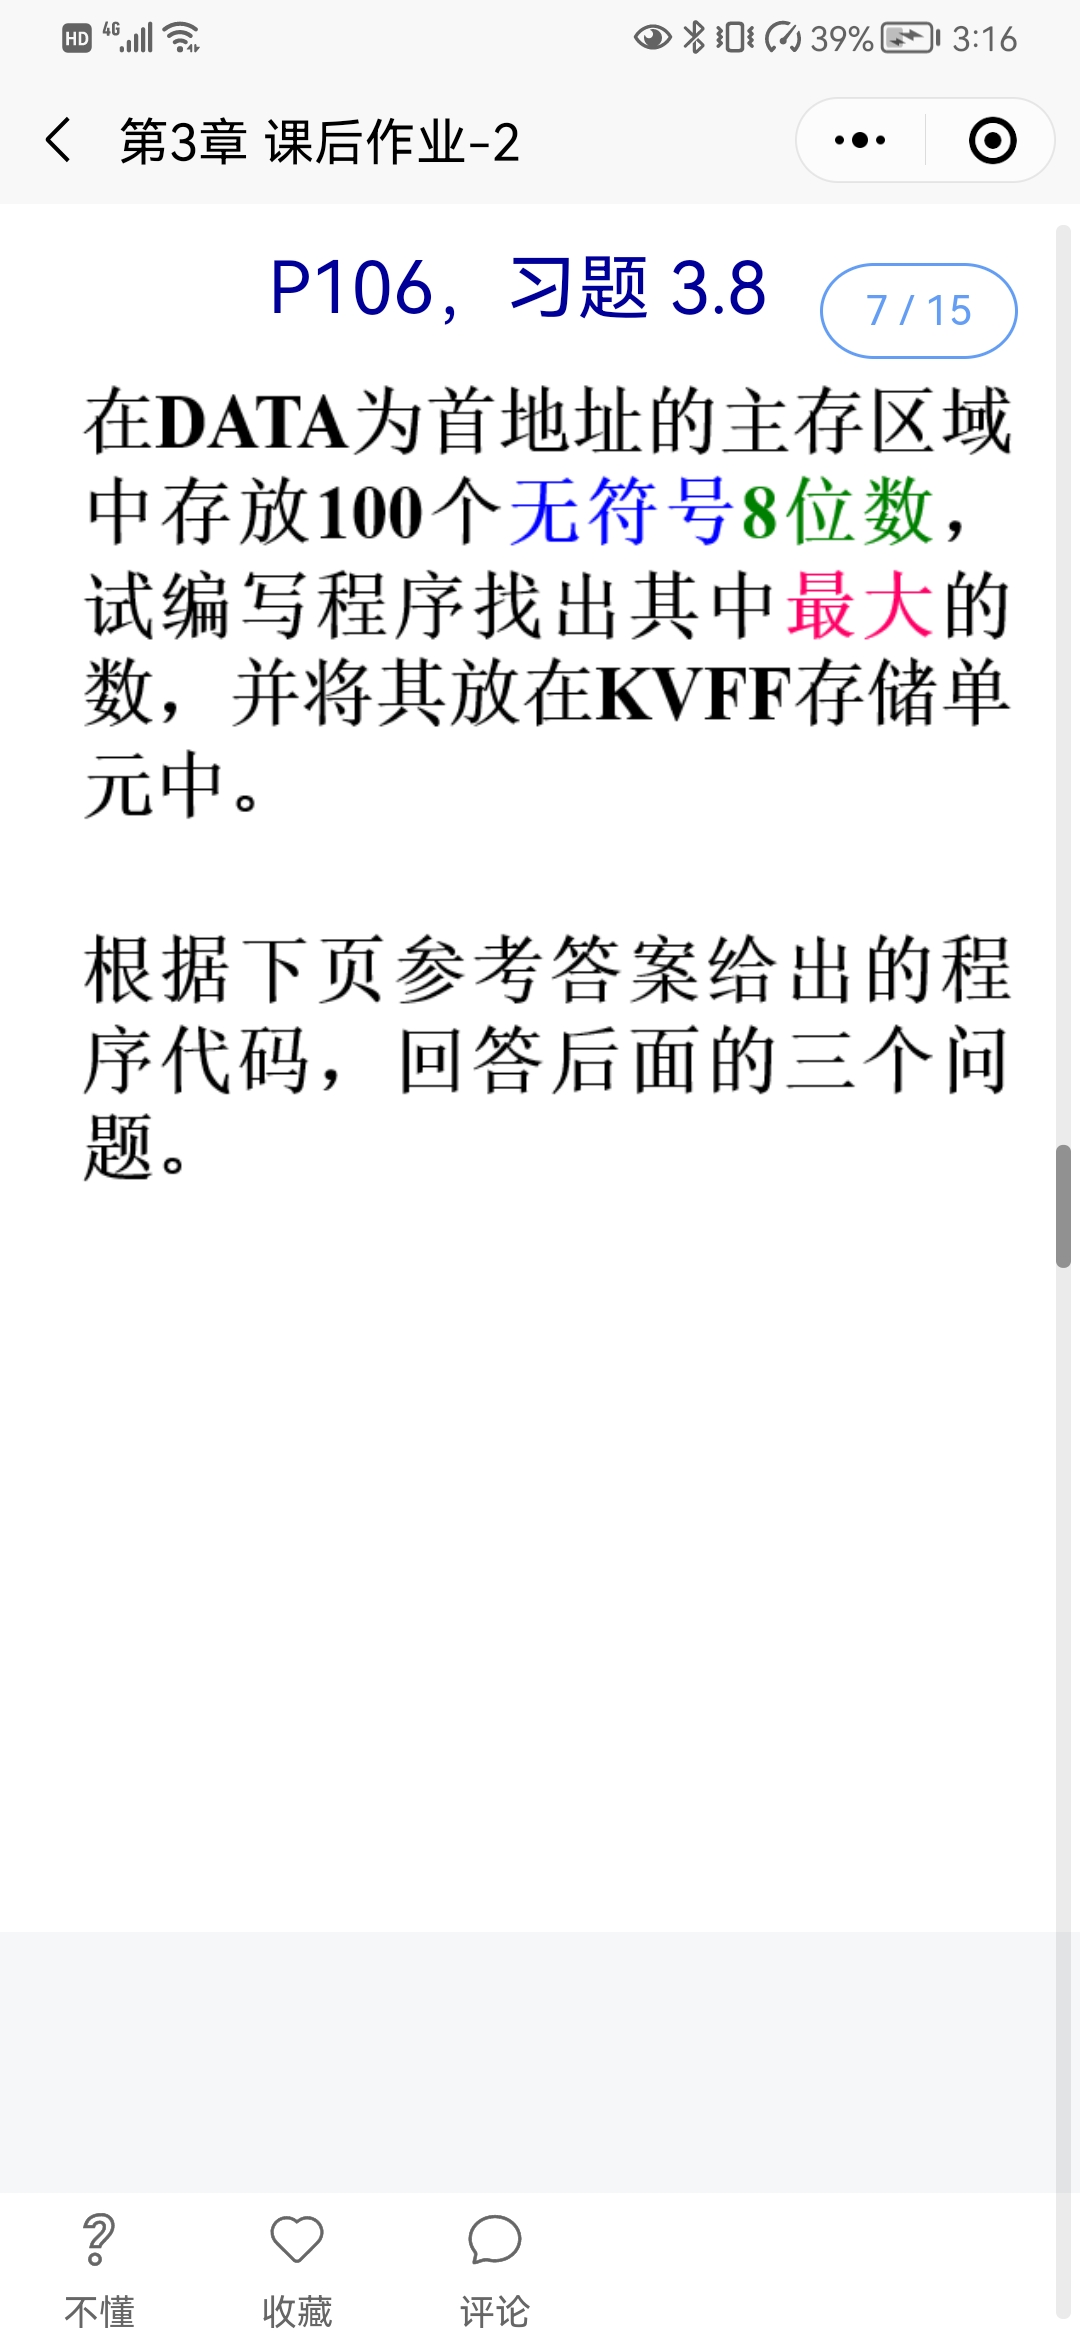 HD 4G 39% 3:16
第3章 课后作业-2
P106，习题 3.8
7 / 15
在DATA为首地址的主存区域
中存放100个无符号8位数，
试编写程序找出其中最大的
数，并将其放在KVFF存储单
元中。
根据下页参考答案给出的程
序代码，回答后面的三个问
题。
不懂 收藏 评论